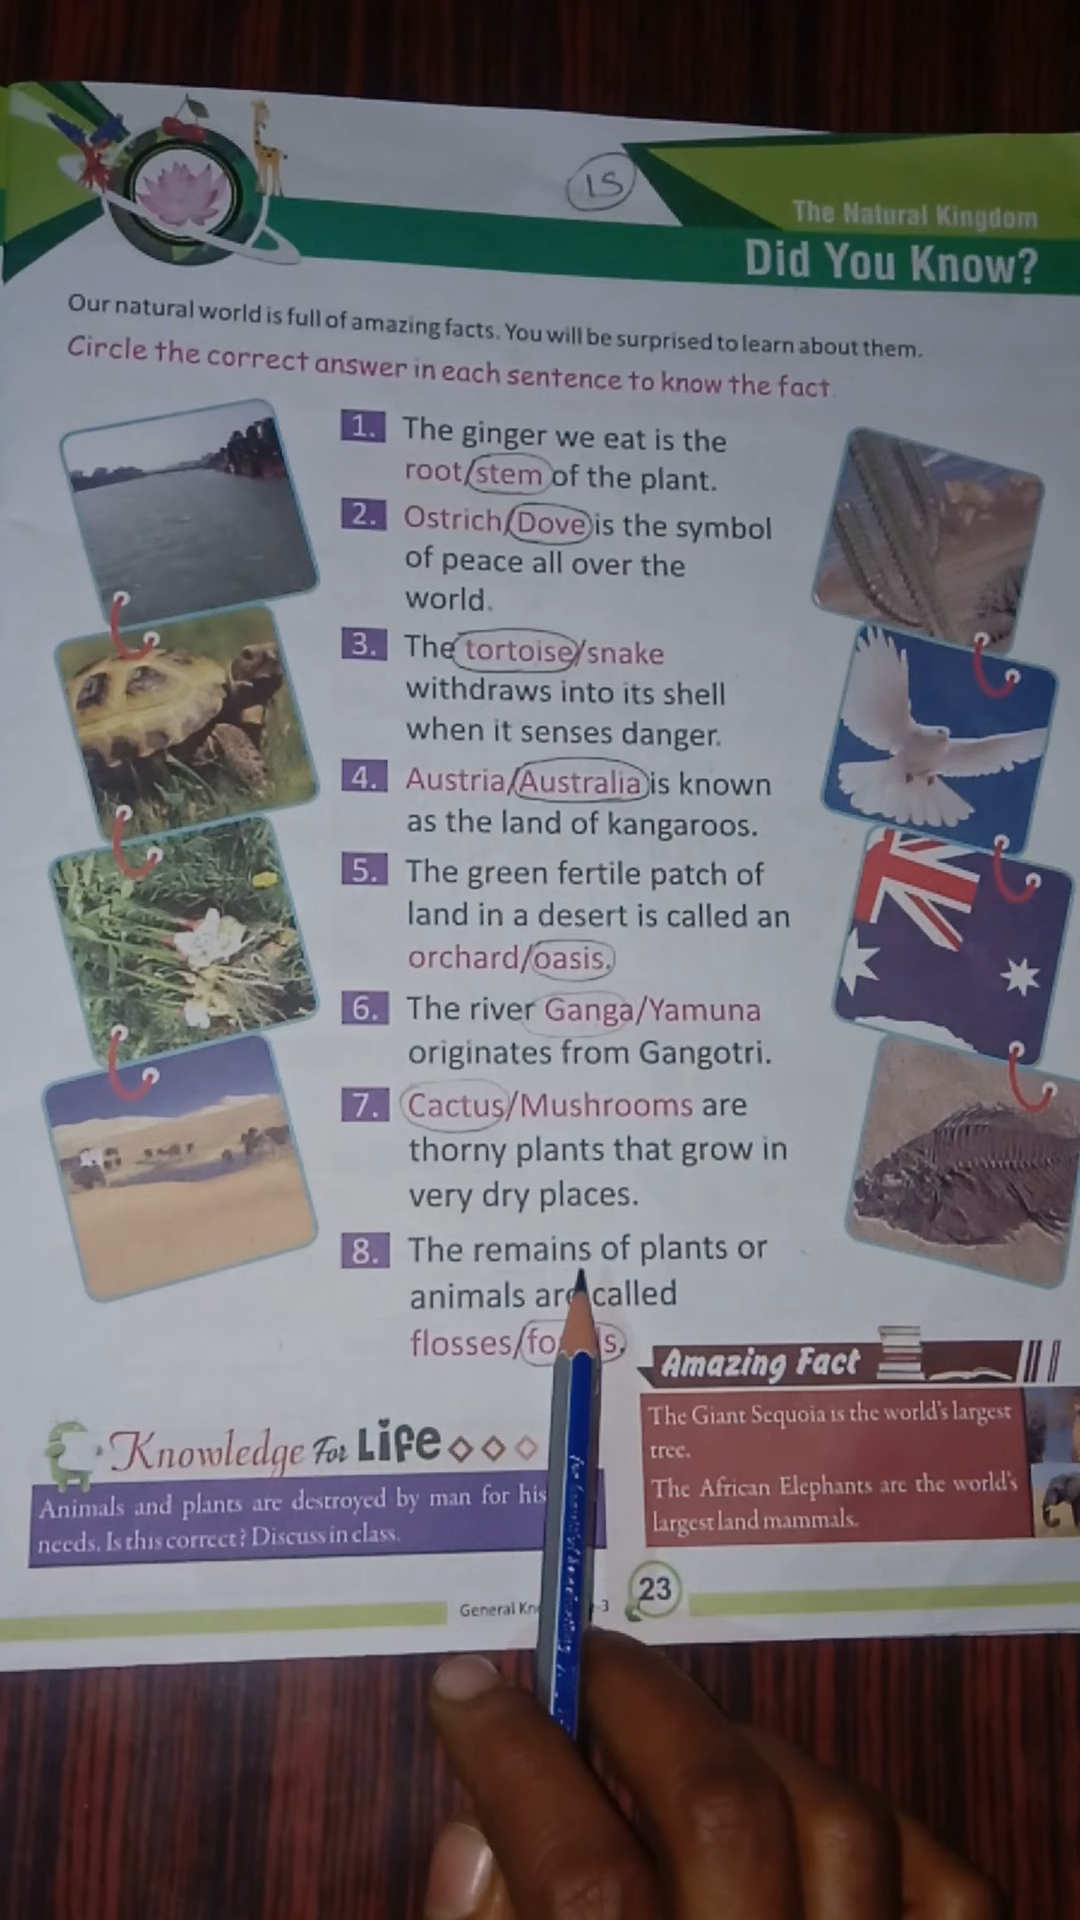 15
The Natural Kingdom
Did You Know?
Our natural world is full of amazing facts. You will be surprised to learn about them.
Circle the correct answer in each sentence to know the fact.
1. The ginger we eat is the
root/stem of the plant.
2. Ostrich/Dove is the symbol
of peace all over the
world.
3. The tortoise/snake
withdraws into its shell
when it senses danger.
4. Austria/Australia is known
as the land of kangaroos.
5. The green fertile patch of
land in a desert is called an
orchard/oasis.
6. The river Ganga/Yamuna
originates from Gangotri.
7. Cactus/Mushrooms are
thorny plants that grow in
very dry places.
8. The remains of plants or
animals are called
flosses/
Amazing Fact
The Giant Sequoia is the world's largest
tree.
The African Elephants are the world's
largest land mammals.
Knowledge For Life
Animals and plants are destroyed by man for his
needs. Is this correct? Discuss in class.
General
-3
23